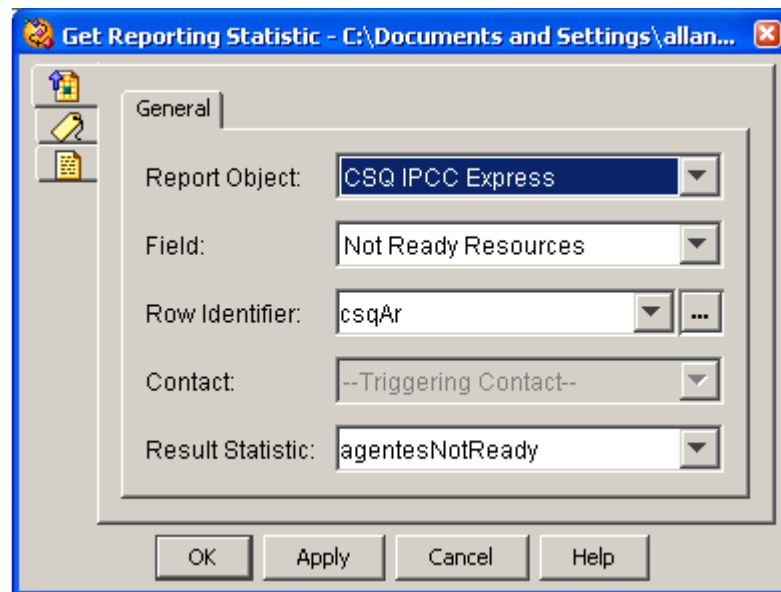 Get Reporting Statistic - C:\Documents and Settings\allan...
General
Report Object: CSQ IPCC Express
Field: Not Ready Resources
Row Identifier: csqAr ...
Contact: --Triggering Contact--
Result Statistic: agentesNotReady
OK Apply Cancel Help